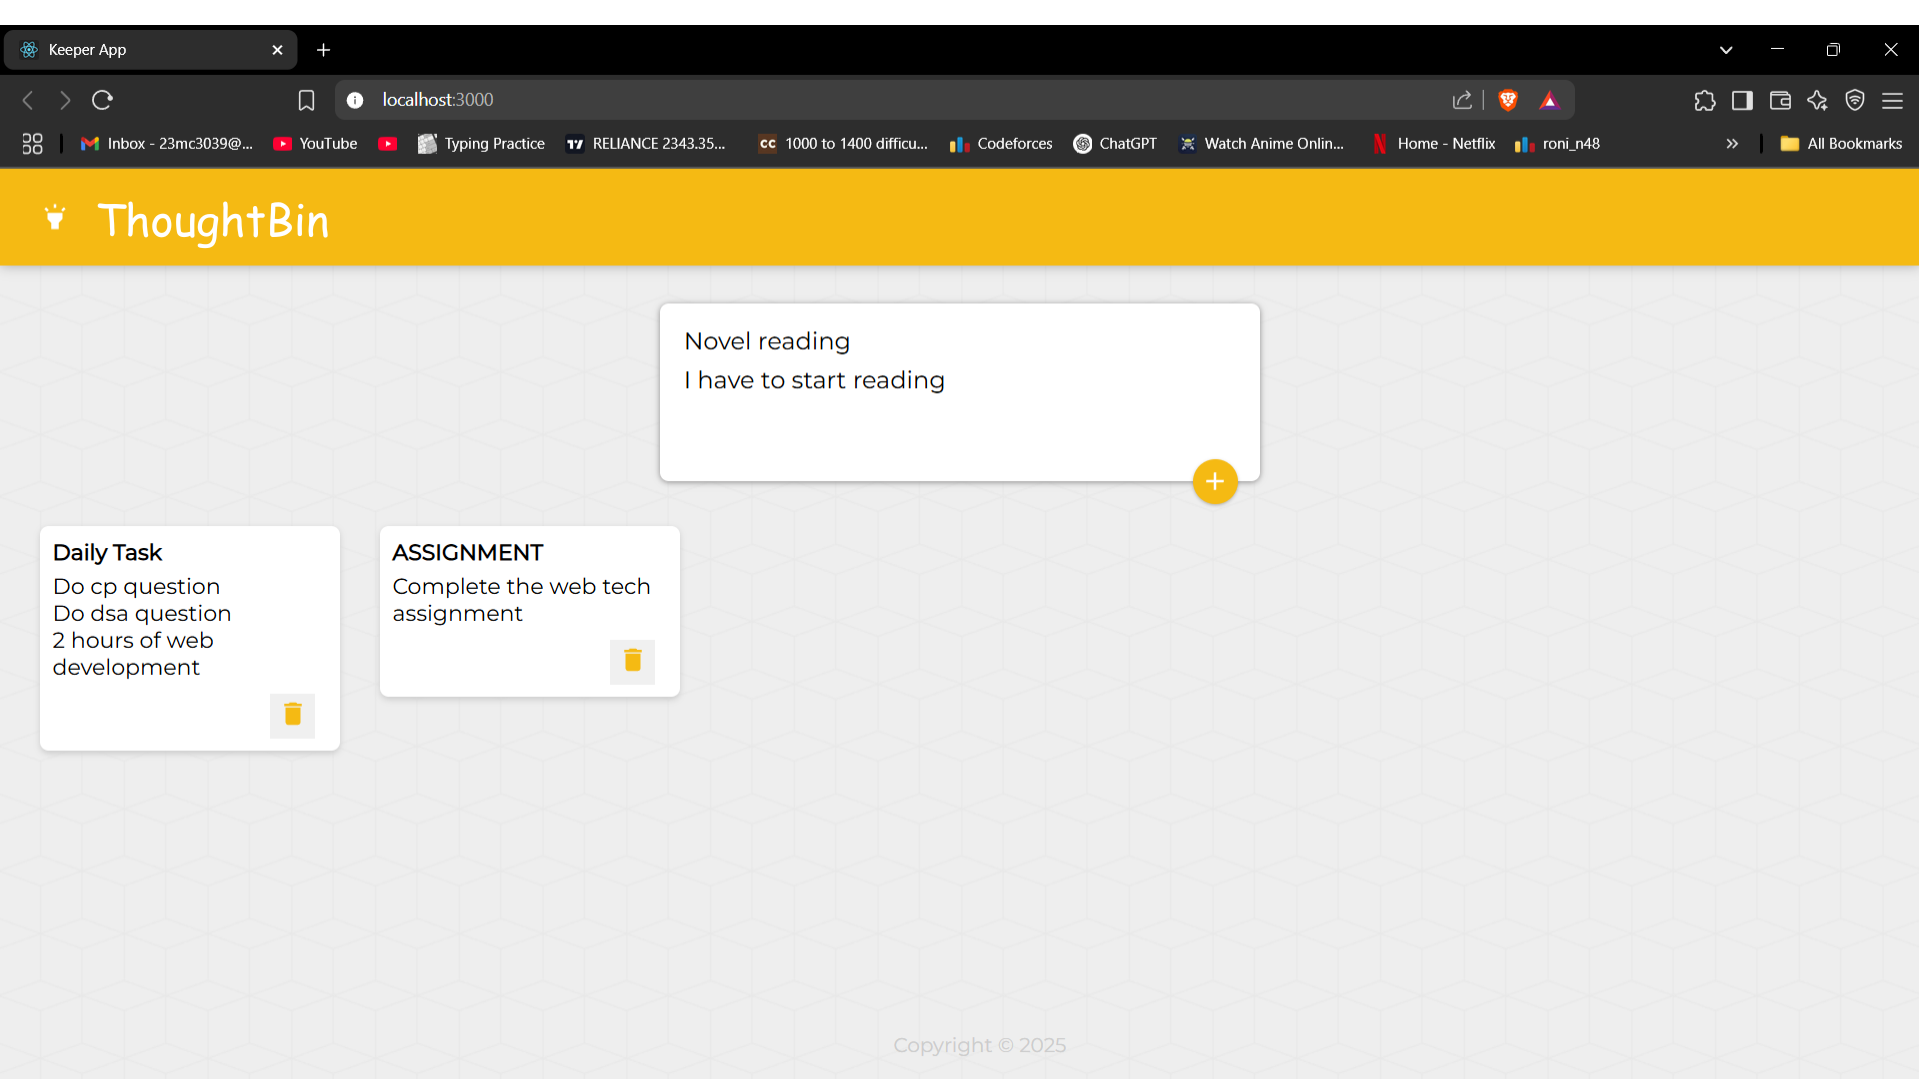 Keeper App
localhost:3000
Inbox - 23mc3039@... YouTube Typing Practice RELIANCE 2343.35... CC 1000 to 1400 difficu... Codeforces ChatGPT Watch Anime Onlin... Home - Netflix roni_n48 » All Bookmarks
ThoughtBin
Novel reading
I have to start reading
Daily Task
Do cp question
Do dsa question
2 hours of web
development
ASSIGNMENT
Complete the web tech
assignment
Copyright © 2025